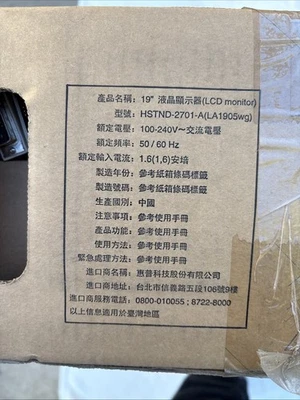 產品名稱：19" 液晶顯示器(LCD monitor)
型號：HSTND-2701-A(LA1905wg)
額定電壓：100-240V～交流電壓
額定頻率：50 / 60 Hz
額定輸入電流：1.6(1,6)安培
製造年份：參考紙箱條碼標籤
製造號碼：參考紙箱條碼標籤
生產國別：中國
注意事項：參考使用手冊
產品功能：參考使用手冊
使用方法：參考使用手冊
緊急處理方法：參考使用手冊
進口商名稱：惠普科技股份有限公司
進口商地址：台北市信義路五段106號9樓
進口商服務電話：0800-010055 ; 8722-8000
以上信息適用於臺灣地區